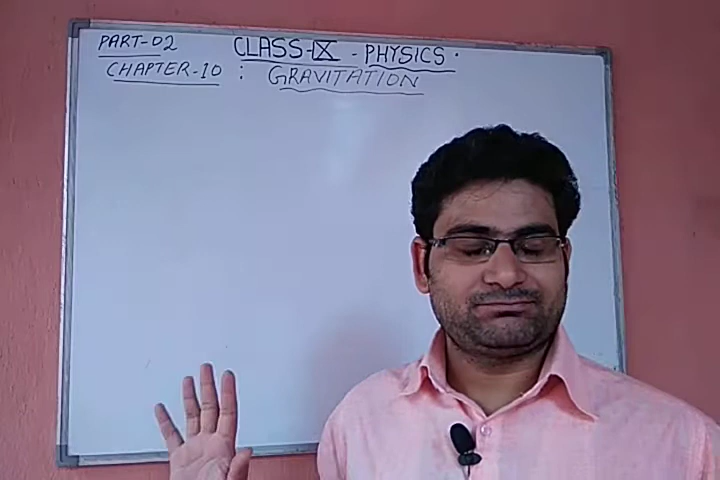 PART-02 CLASS-IX - PHYSICS.
CHAPTER-10 : GRAVITATION